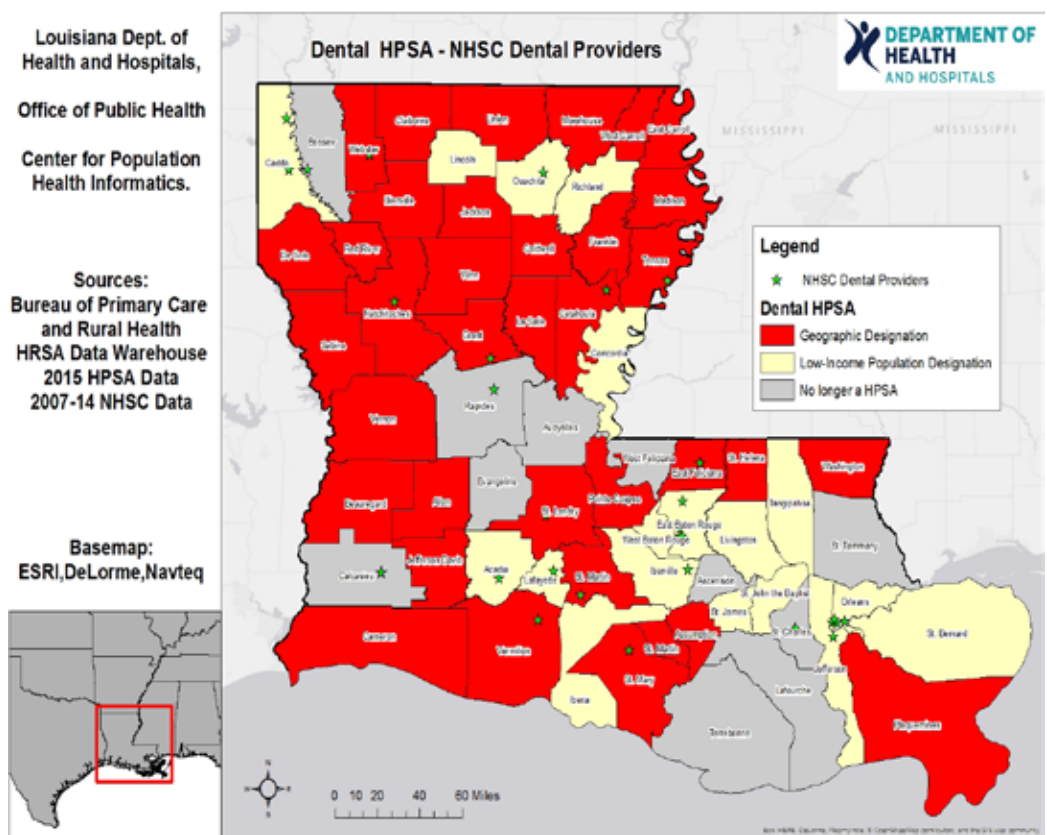 Louisiana Dept. of
Health and Hospitals,
Office of Public Health
Center for Population
Health Informatics.
Sources:
Bureau of Primary Care
and Rural Health
HRSA Data Warehouse
2015 HPSA Data
2007-14 NHSC Data
Basemap:
ESRI,DeLorme,Navteq
Dental HPSA - NHSC Dental Providers
DEPARTMENT OF
HEALTH
AND HOSPITALS
MISSISSIPPI
Legend
NHSC Dental Providers
Dental HPSA
Geographic Designation
Low-Income Population Designation
No longer a HPSA
Caddo
Bossier
Webster
Claiborne
Union
Morehouse
West Carroll
East Carroll
Lincoln
Ouachita
Richland
Bienville
Jackson
Madison
De Soto
Red River
Winn
Caldwell
Franklin
Tensas
Natchitoches
Sabine
Grant
La Salle
Catahoula
Concordia
Vernon
Rapides
Avoyelles
Beauregard
Allen
Evangeline
St. Landry
Pointe Coupee
West Feliciana
East Feliciana
St. Helena
Tangipahoa
Washington
St. Tammany
Calcasieu
Jefferson Davis
Acadia
Lafayette
St. Martin
West Baton Rouge
East Baton Rouge
Livingston
Iberville
Ascension
St. James
St. John the Baptist
St. Charles
Orleans
St. Bernard
Jefferson
Plaquemines
Cameron
Vermilion
Iberia
St. Mary
St. Martin
Assumption
Terrebonne
Lafourche
N
0 10 20 40 60 Miles